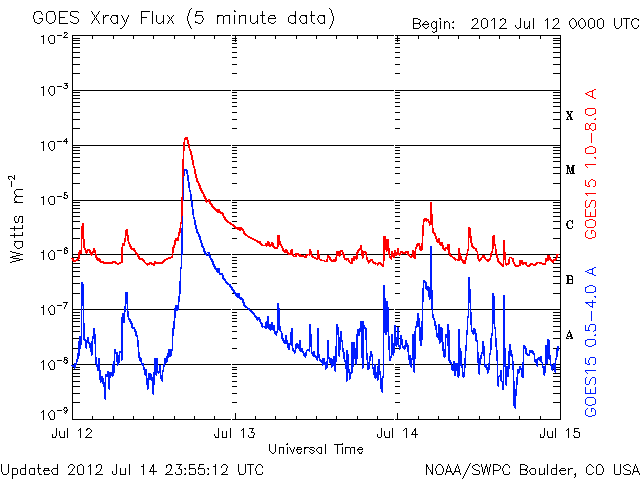 GOES Xray Flux (5 minute data)
Begin: 2012 Jul 12 0000 UTC
10-2
10-3
10-4
10-5
10-6
10-7
10-8
10-9
Watts m-2
X
M
C
B
A
GOES15 1.0-8.0 A
GOES15 0.5-4.0 A
Jul 12
Jul 13
Jul 14
Jul 15
Universal Time
Updated 2012 Jul 14 23:55:12 UTC
NOAA/SWPC Boulder, CO USA